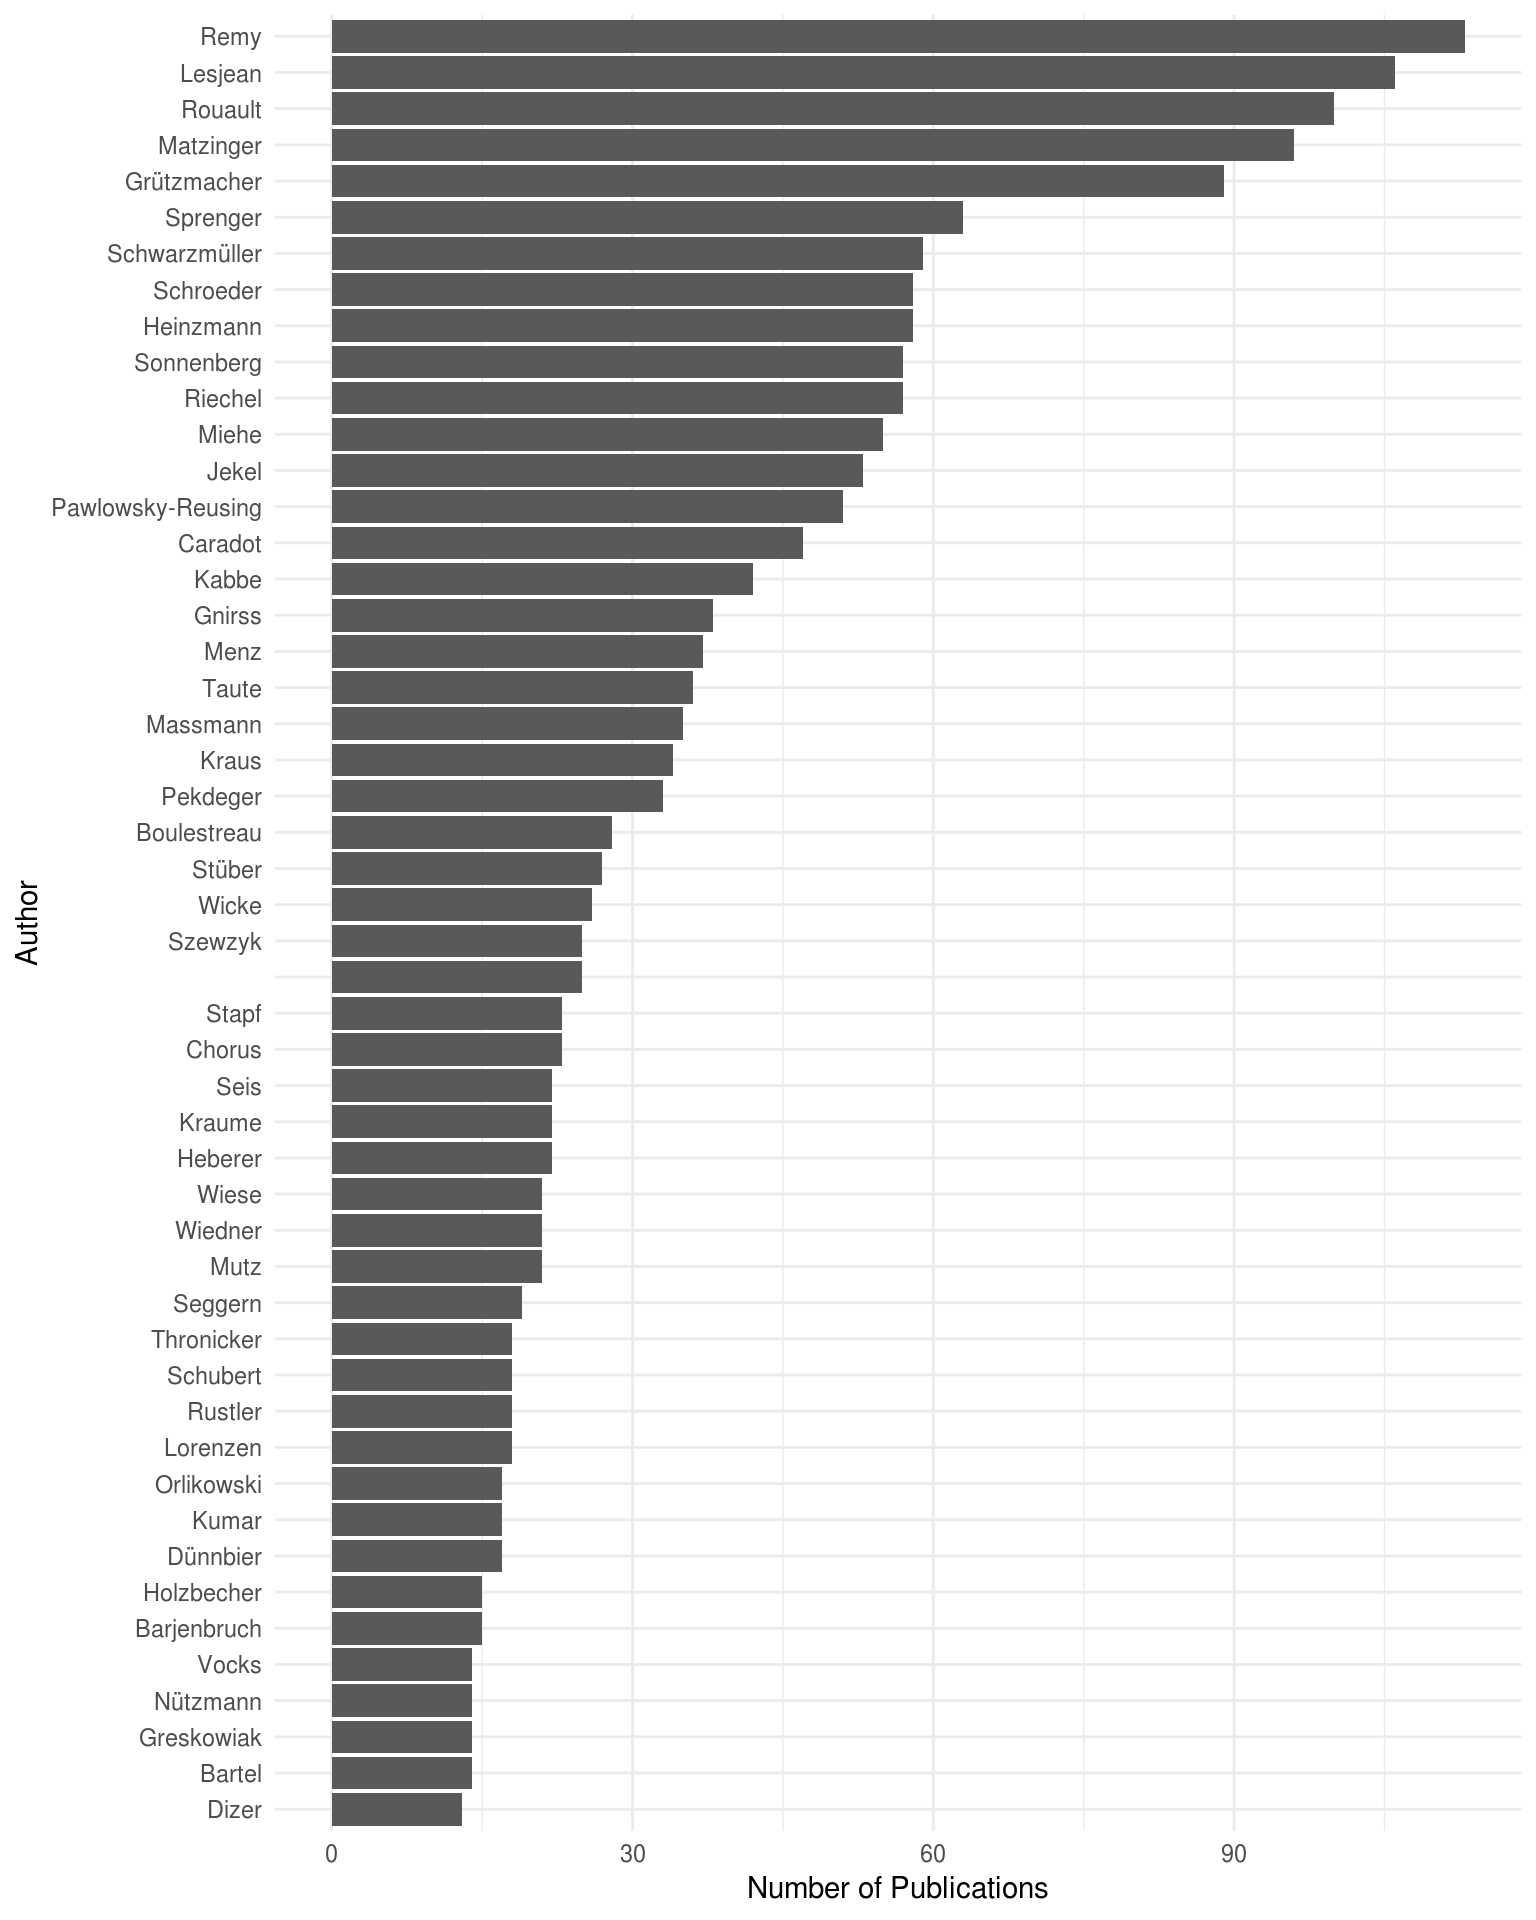 Remy
Lesjean
Rouault
Matzinger
Grützmacher
Sprenger
Schwarzmüller
Schroeder
Heinzmann
Sonnenberg
Riechel
Miehe
Jekel
Pawlowsky-Reusing
Caradot
Kabbe
Gnirss
Menz
Taute
Massmann
Kraus
Pekdeger
Boulestreau
Stüber
Wicke
Szewzyk
Stapf
Chorus
Seis
Kraume
Heberer
Wiese
Wiedner
Mutz
Seggern
Thronicker
Schubert
Rustler
Lorenzen
Orlikowski
Kumar
Dünnbier
Holzbecher
Barjenbruch
Vocks
Nützmann
Greskowiak
Bartel
Dizer
Author
0 30 60 90
Number of Publications